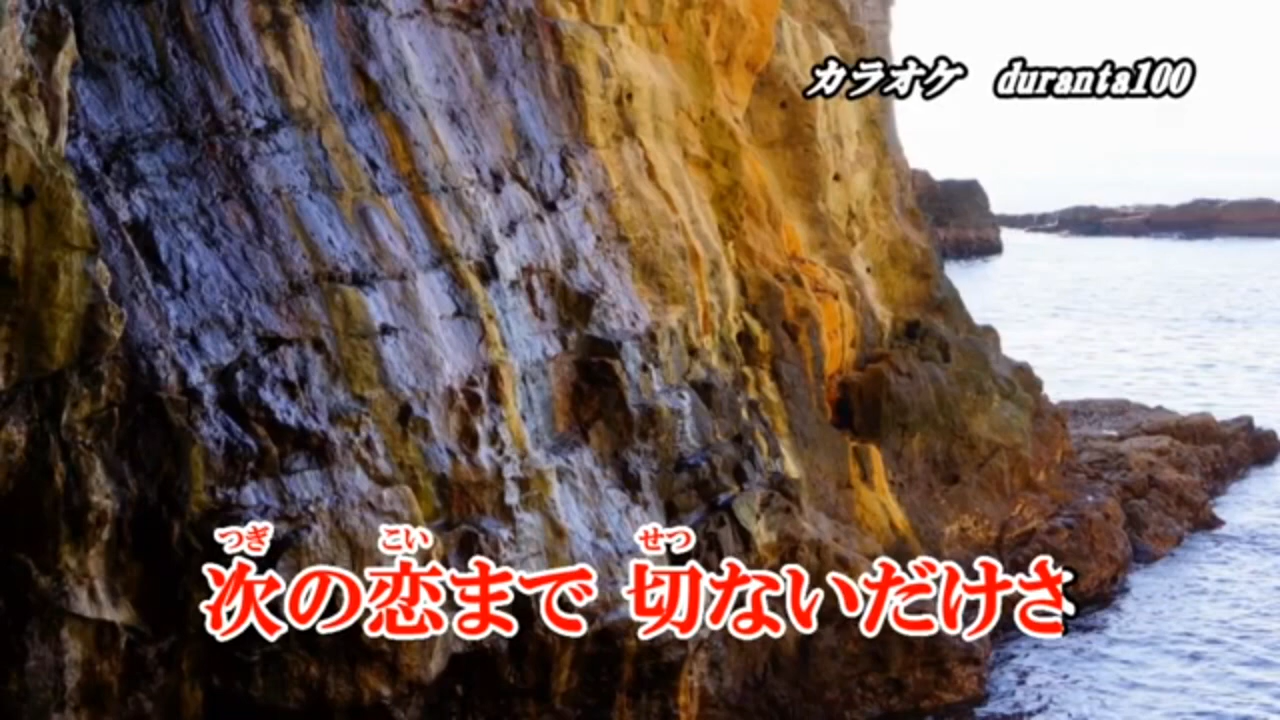 カラオケ　duranta100
つぎ こい せつ
次の恋まで 切ないだけさ